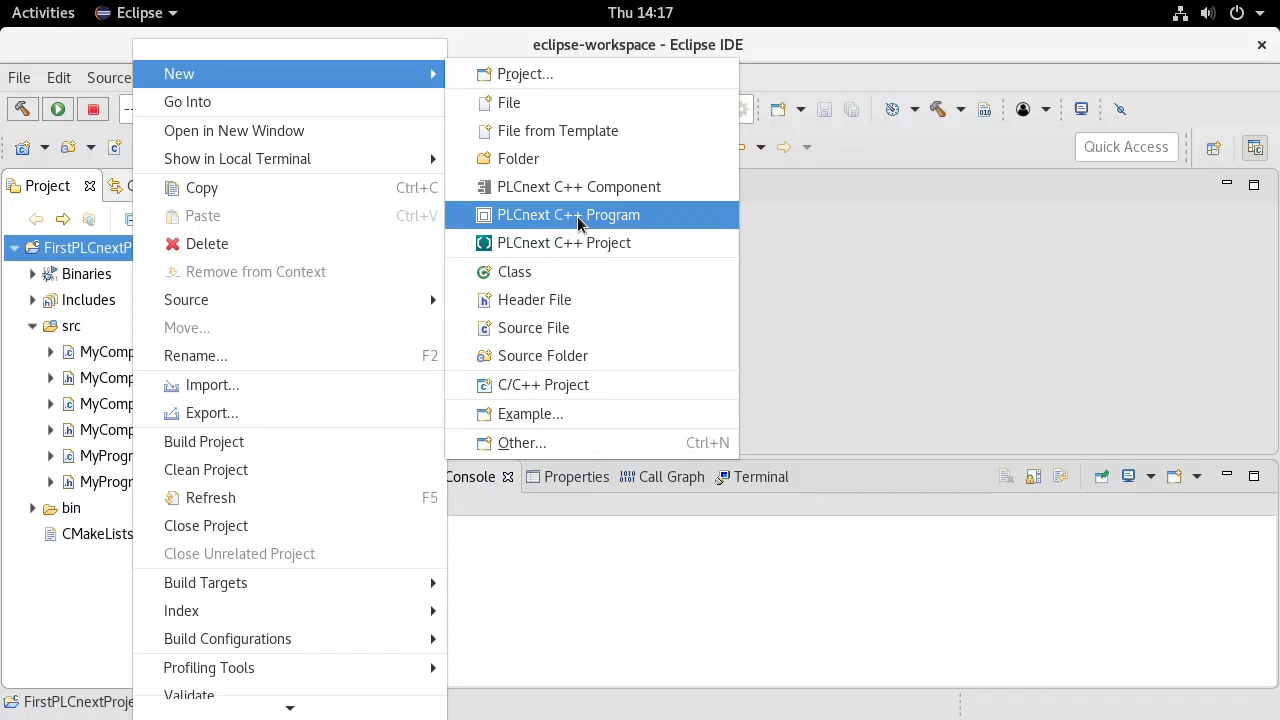 Activities
Eclipse
Thu 14:17
eclipse-workspace - Eclipse IDE
File Edit Source
Quick Access
Project
FirstPLCnextP
Binaries
Includes
src
MyComp
MyComp
MyComp
MyComp
MyProgr
MyProgr
bin
CMakeLists
New
Go Into
Open in New Window
Show in Local Terminal
Copy Ctrl+C
Paste Ctrl+V
Delete
Remove from Context
Source
Move...
Rename... F2
Import...
Export...
Build Project
Clean Project
Refresh F5
Close Project
Close Unrelated Project
Build Targets
Index
Build Configurations
Profiling Tools
Validate
Project...
File
File from Template
Folder
PLCnext C++ Component
PLCnext C++ Program
PLCnext C++ Project
Class
Header File
Source File
Source Folder
C/C++ Project
Example...
Other... Ctrl+N
Console Properties Call Graph Terminal
FirstPLCnextProje